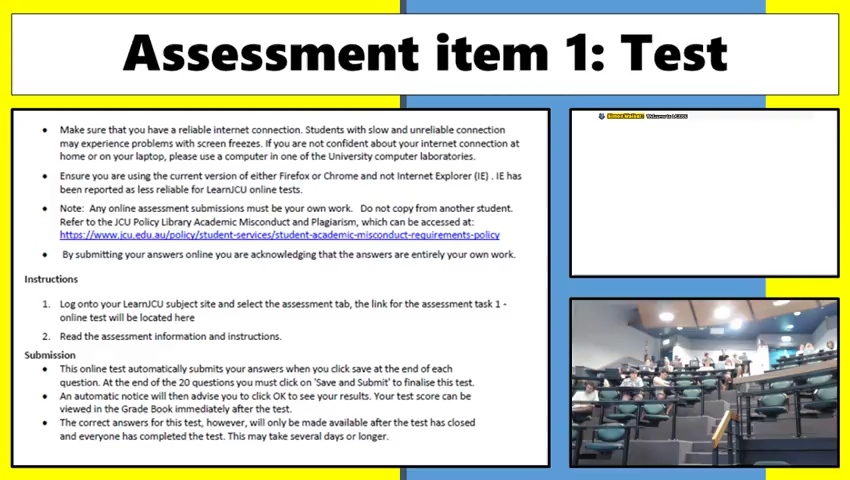 Assessment item 1: Test
• Make sure that you have a reliable internet connection. Students with slow and unreliable connection
may experience problems with screen freezes. If you are not confident about your internet connection at
home or on your laptop, please use a computer in one of the University computer laboratories.
• Ensure you are using the current version of either Firefox or Chrome and not Internet Explorer (IE) . IE has
been reported as less reliable for LearnJCU online tests.
• Note: Any online assessment submissions must be your own work. Do not copy from another student.
Refer to the JCU Policy Library Academic Misconduct and Plagiarism, which can be accessed at:
https://www.jcu.edu.au/policy/student-services/student-academic-misconduct-requirements-policy
• By submitting your answers online you are acknowledging that the answers are entirely your own work.
Instructions
1. Log onto your LearnJCU subject site and select the assessment tab, the link for the assessment task 1 -
online test will be located here
2. Read the assessment information and instructions.
Submission
• This online test automatically submits your answers when you click save at the end of each
question. At the end of the 20 questions you must click on 'Save and Submit' to finalise this test.
• An automatic notice will then advise you to click OK to see your results. Your test score can be
viewed in the Grade Book immediately after the test.
• The correct answers for this test, however, will only be made available after the test has closed
and everyone has completed the test. This may take several days or longer.
Welcome to